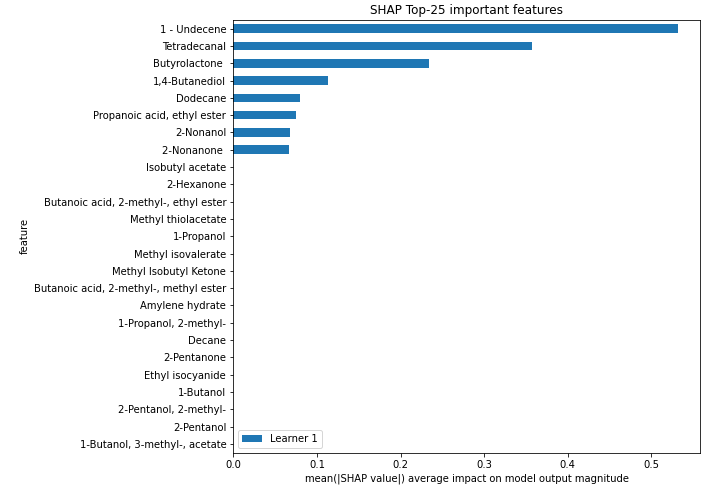 SHAP Top-25 important features
1 - Undecene
Tetradecanal
Butyrolactone
1,4-Butanediol
Dodecane
Propanoic acid, ethyl ester
2-Nonanol
2-Nonanone
Isobutyl acetate
2-Hexanone
Butanoic acid, 2-methyl-, ethyl ester
Methyl thiolacetate
1-Propanol
Methyl isovalerate
Methyl Isobutyl Ketone
Butanoic acid, 2-methyl-, methyl ester
Amylene hydrate
1-Propanol, 2-methyl-
Decane
2-Pentanone
Ethyl isocyanide
1-Butanol
2-Pentanol, 2-methyl-
2-Pentanol
1-Butanol, 3-methyl-, acetate
feature
Learner 1
0.0 0.1 0.2 0.3 0.4 0.5
mean(|SHAP value|) average impact on model output magnitude